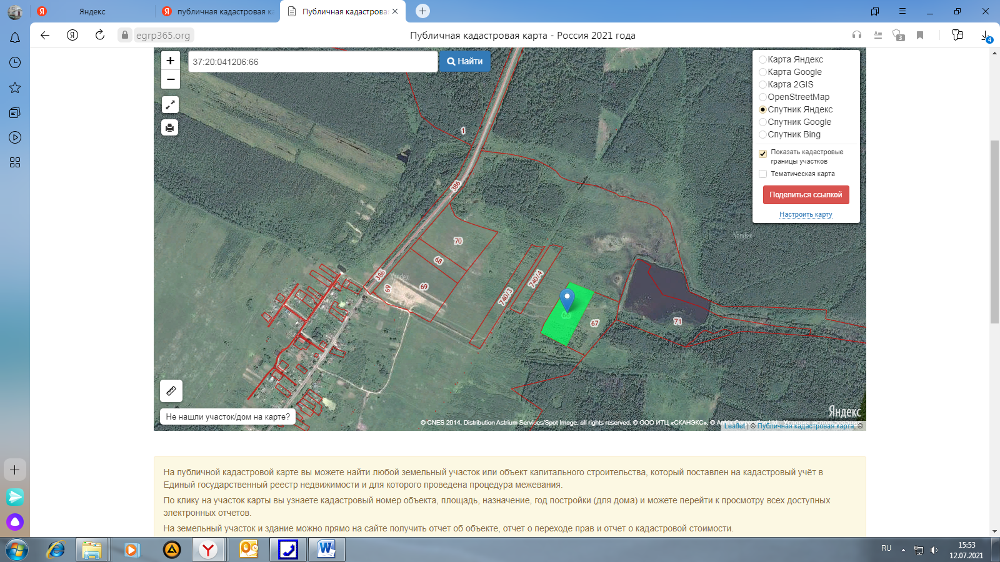 Яндекс
публичная кадастровая ка
Публичная кадастрова
egrp365.org
Публичная кадастровая карта - Россия 2021 года
3
4
37:20:041206:66
Найти
Карта Яндекс
Карта Google
Карта 2GIS
OpenStreetMap
Спутник Яндекс
Спутник Google
Спутник Bing
Показать кадастровые
границы участков
Тематическая карта
Поделиться ссылкой
Настроить карту
1
386
Yandex
70
68
386
Yandex
69
69
740/3
740/4
66
67
71
Не нашли участок/дом на карте?
Яндекс
© CNES 2014, Distribution Astrium Services/Spot Image, all rights reserved, © ООО ИТЦ «СКАНЭКС», ©
Leaflet | © Публичная кадастровая карта, ©
На публичной кадастровой карте вы можете найти любой земельный участок или объект капитального строительства, который поставлен на кадастровый учёт в
Единый государственный реестр недвижимости и для которого проведена процедура межевания.
По клику на участок карты вы узнаете кадастровый номер объекта, площадь, назначение, год постройки (для дома) и можете перейти к просмотру всех доступных
электронных отчетов.
На земельный участок и здание можно прямо на сайте получить отчет об объекте, отчет о переходе прав и отчет о кадастровой стоимости.
RU
15:53
12.07.2021